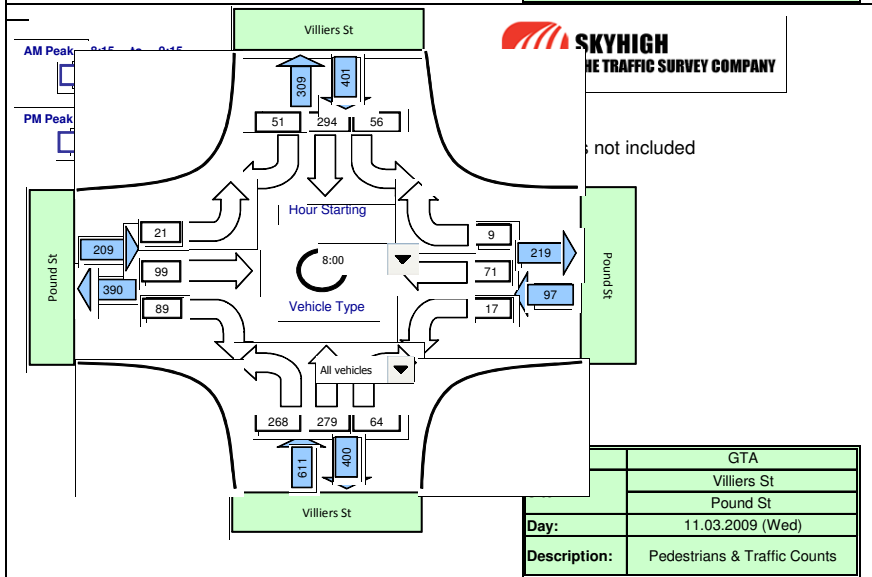 Villiers St
AM Peak
SKYHIGH
HE TRAFFIC SURVEY COMPANY
309
401
PM Peak
51 294 56
not included
Hour Starting
21
9
209
219
8:00
99
71
Pound St
Pound St
390
97
Vehicle Type
89
17
All vehicles
268 279 64
611
400
Villiers St
GTA
Villiers St
Pound St
Day: 11.03.2009 (Wed)
Description: Pedestrians & Traffic Counts